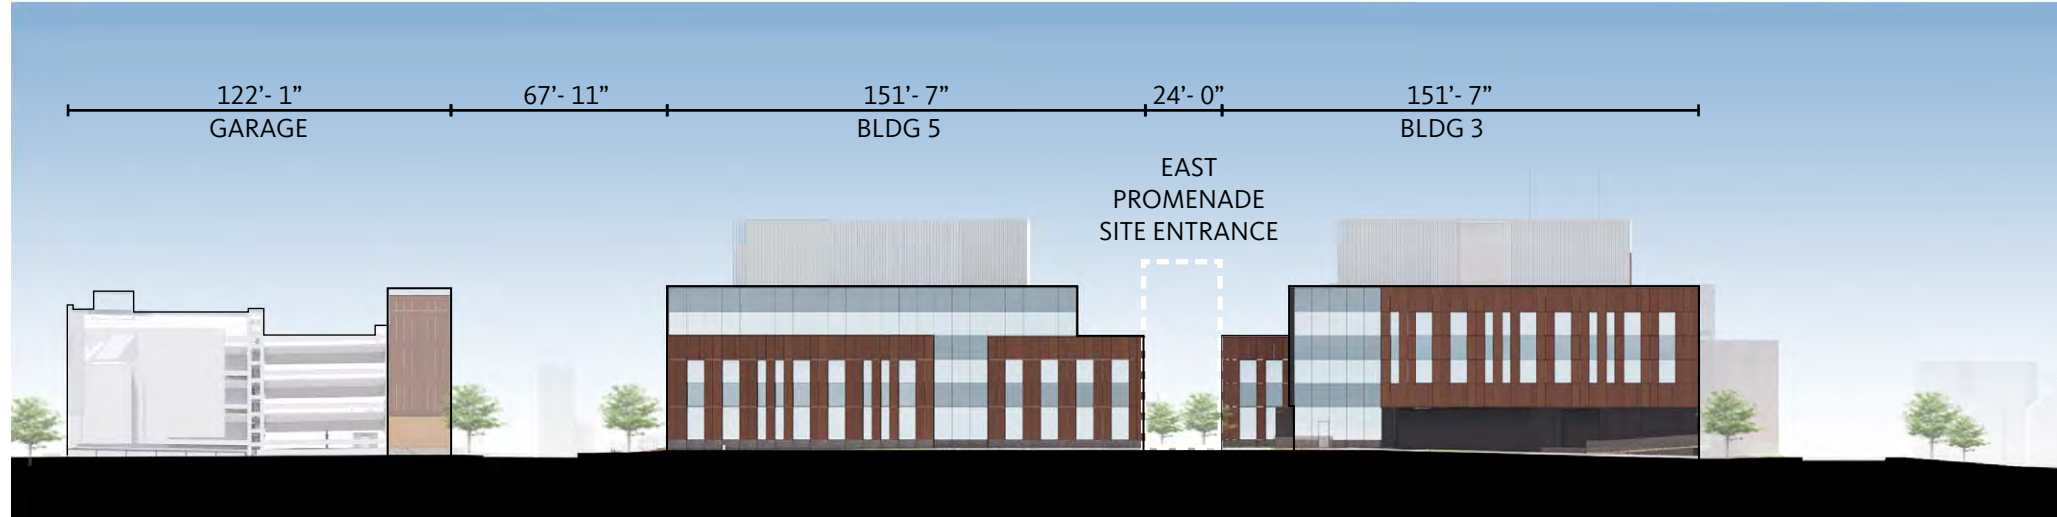 122’- 1”
67’- 11”
151’- 7”
24’- 0”
151’- 7”
GARAGE
BLDG 5
BLDG 3
EAST
PROMENADE
SITE ENTRANCE